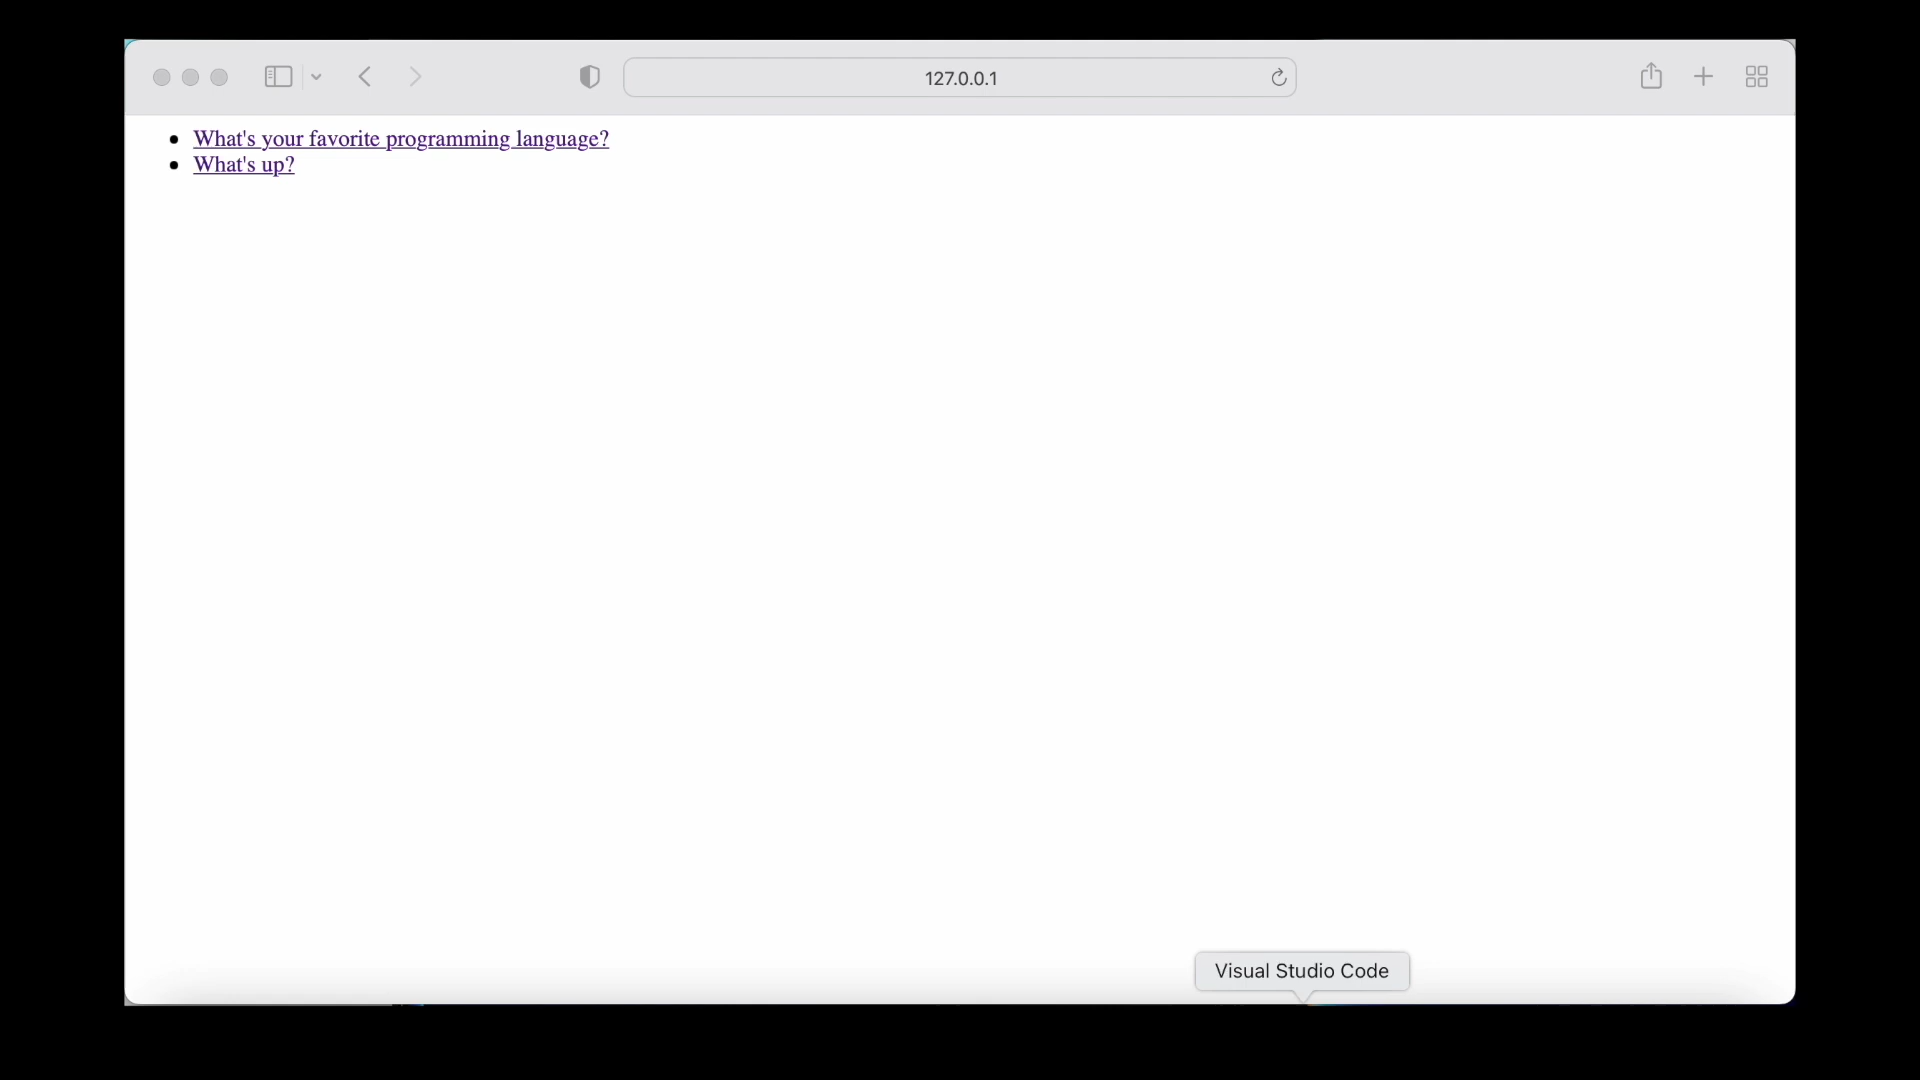 127.0.0.1
What's your favorite programming language?
What's up?
Visual Studio Code